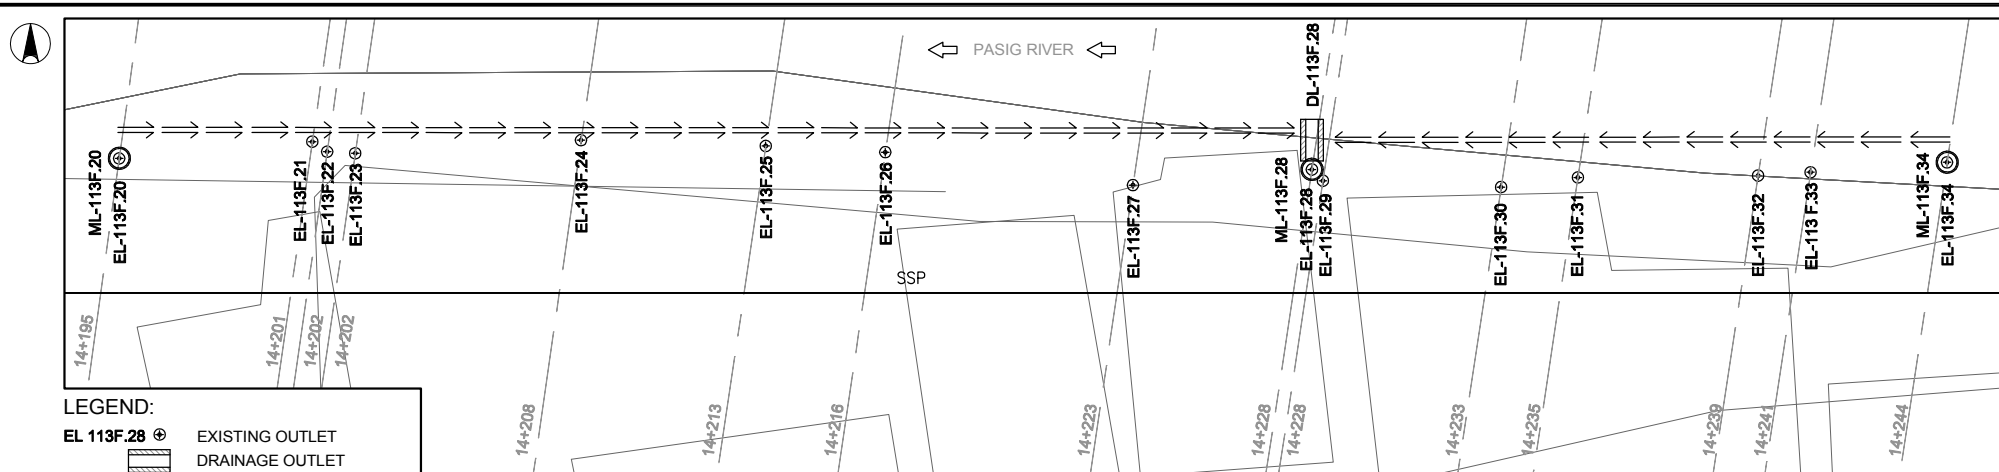 PASIG RIVER
DL-113F.28
ML-113F.20
EL-113F.20
EL-113F.21
EL-113F.22
EL-113F.23
EL-113F.24
EL-113F.25
EL-113F.26
EL-113F.27
ML-113F.28
EL-113F.28
EL-113F.29
EL-113F.30
EL-113F.31
EL-113F.32
EL-113 F.33
ML-113F.34
EL-113F.34
SSP
14+195
14+201
14+202
14+202
14+208
14+213
14+216
14+223
14+228
14+228
14+233
14+235
14+239
14+241
14+244
LEGEND:
EL 113F.28 EXISTING OUTLET
DRAINAGE OUTLET